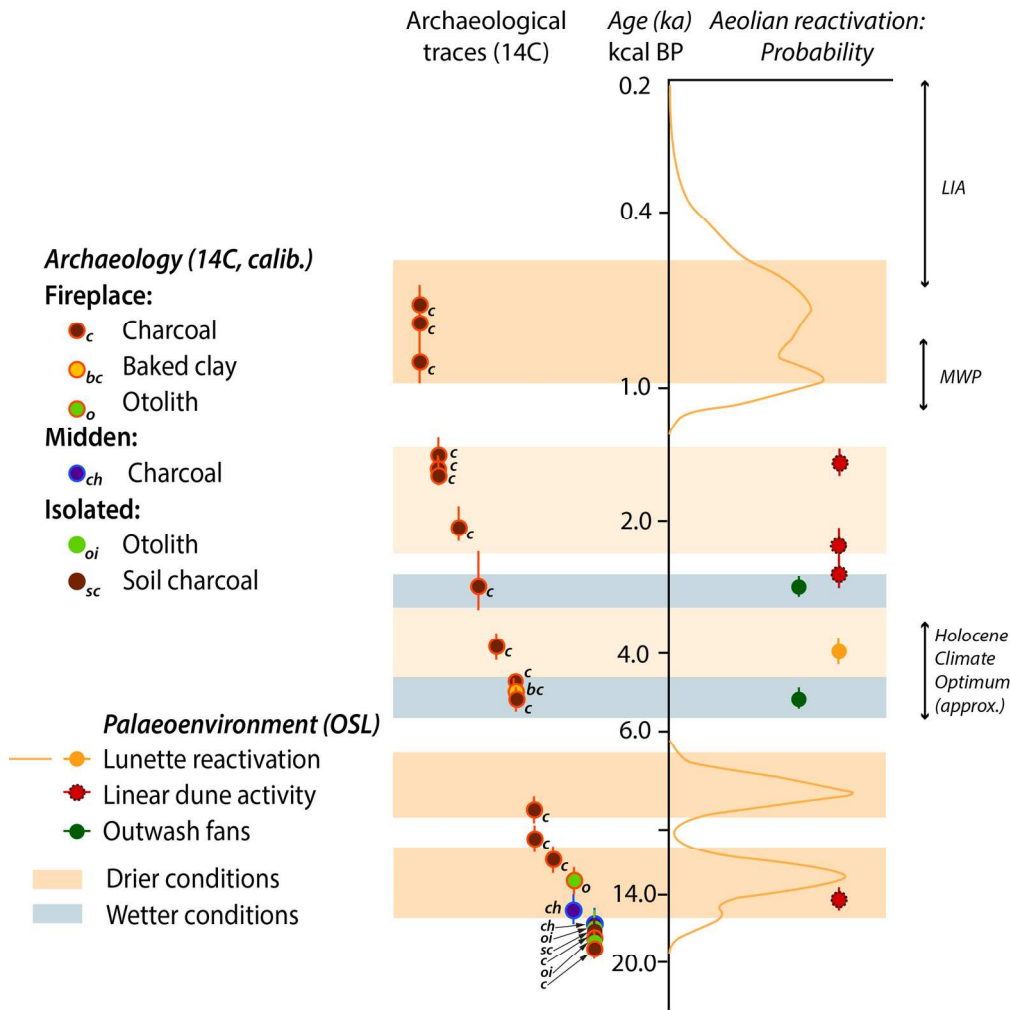 Archaeological
traces (14C)
Age (ka)
kcal BP
Aeolian reactivation:
Probability
0.2
0.4
1.0
2.0
4.0
6.0
14.0
20.0
LIA
MWP
Holocene
Climate
Optimum
(approx.)
Archaeology (14C, calib.)
Fireplace:
c Charcoal
bc Baked clay
o Otolith
Midden:
ch Charcoal
Isolated:
oi Otolith
sc Soil charcoal
Palaeoenvironment (OSL)
Lunette reactivation
Linear dune activity
Outwash fans
Drier conditions
Wetter conditions
c
c
c
c
c
c
c
c
c
c
bc
c
c
c
c
o
ch
ch
oi
sc
c
oi
c